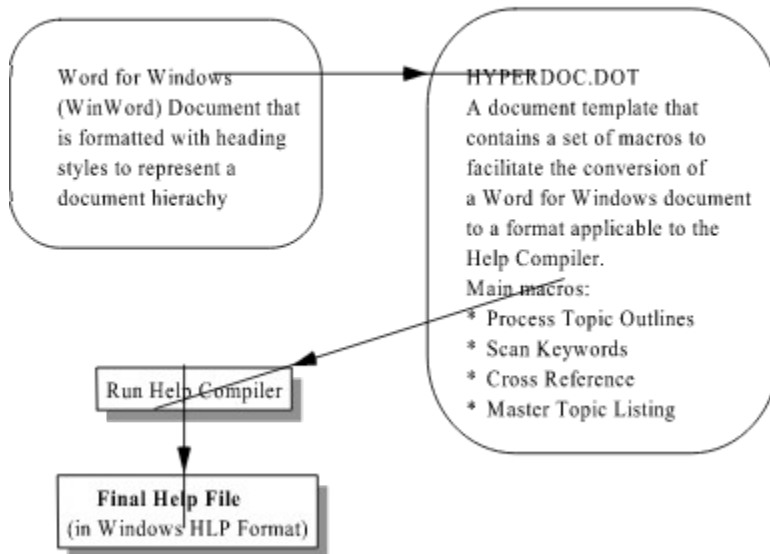 Word for Windows
(WinWord) Document that
is formatted with heading
styles to represent a
document hierachy
HYPERDOC.DOT
A document template that
contains a set of macros to
facilitate the conversion of
a Word for Windows document
to a format applicable to the
Help Compiler.
Main macros:
* Process Topic Outlines
* Scan Keywords
* Cross Reference
* Master Topic Listing
Run Help Compiler
Final Help File
(in Windows HLP Format)